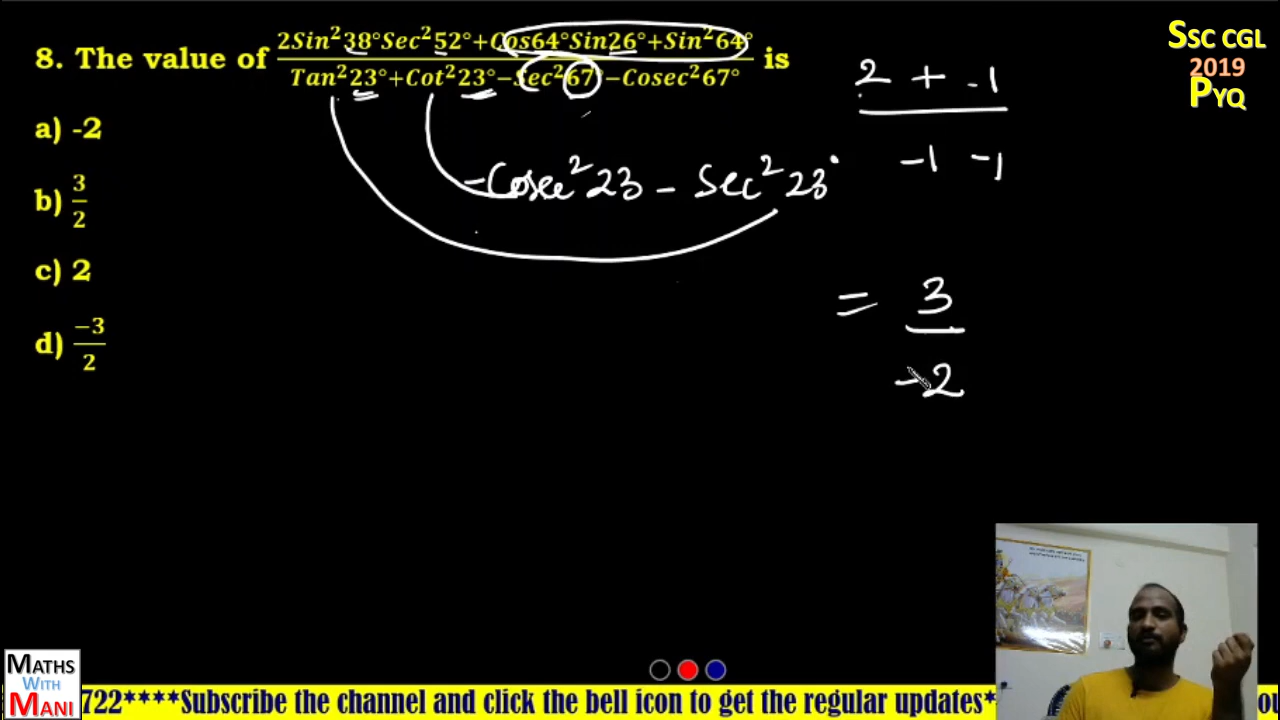 8. The value of (2Sin²38°Sec²52°+Cos64°Sin26°+Sin²64°)/(Tan²23°+Cot²23°−Sec²67°−Cosec²67°) is
a) -2
b) 3/2
c) 2
d) −3/2
2 + 1
-1 -1
-Cosec²23 - Sec²23°
= 3
-2
SSC CGL
2019
PYQ
MATHS
WITH
MANI
722****Subscribe the channel and click the bell icon to get the regular updates*